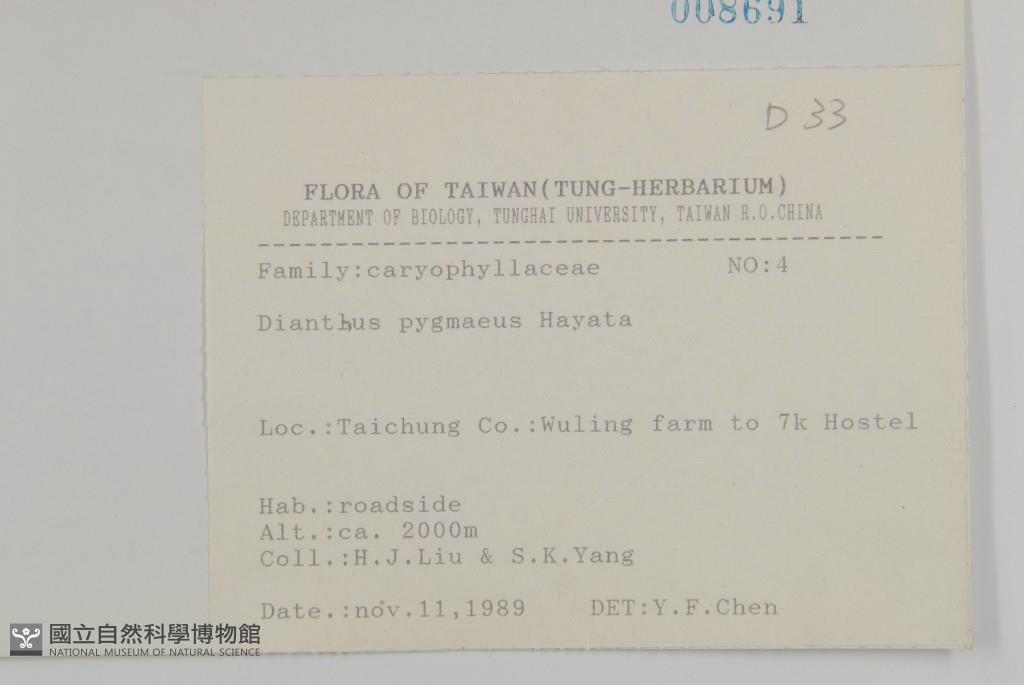 008691
D 33
FLORA OF TAIWAN(TUNG-HERBARIUM)
DEPARTMENT OF BIOLOGY, TUNGHAI UNIVERSITY, TAIWAN R.O.CHINA
Family:caryophyllaceae NO:4
Dianthus pygmaeus Hayata
Loc.:Taichung Co.:Wuling farm to 7k Hostel
Hab.:roadside
Alt.:ca. 2000m
Coll.:H.J.Liu & S.K.Yang
Date.:nov.11,1989 DET:Y.F.Chen
國立自然科學博物館
NATIONAL MUSEUM OF NATURAL SCIENCE